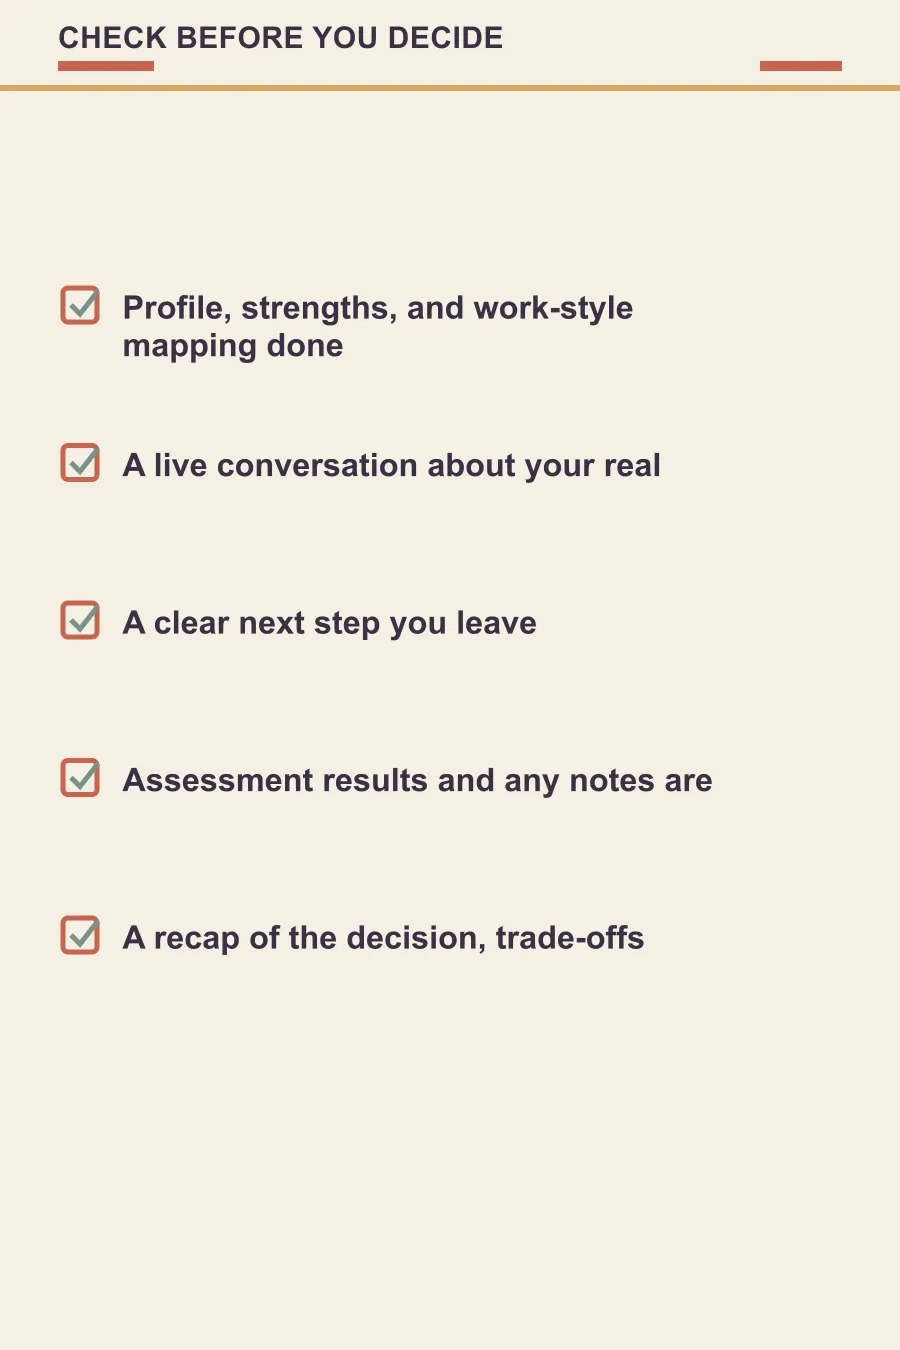 CHECK BEFORE YOU DECIDE
Profile, strengths, and work-style
mapping done
A live conversation about your real
A clear next step you leave
Assessment results and any notes are
A recap of the decision, trade-offs